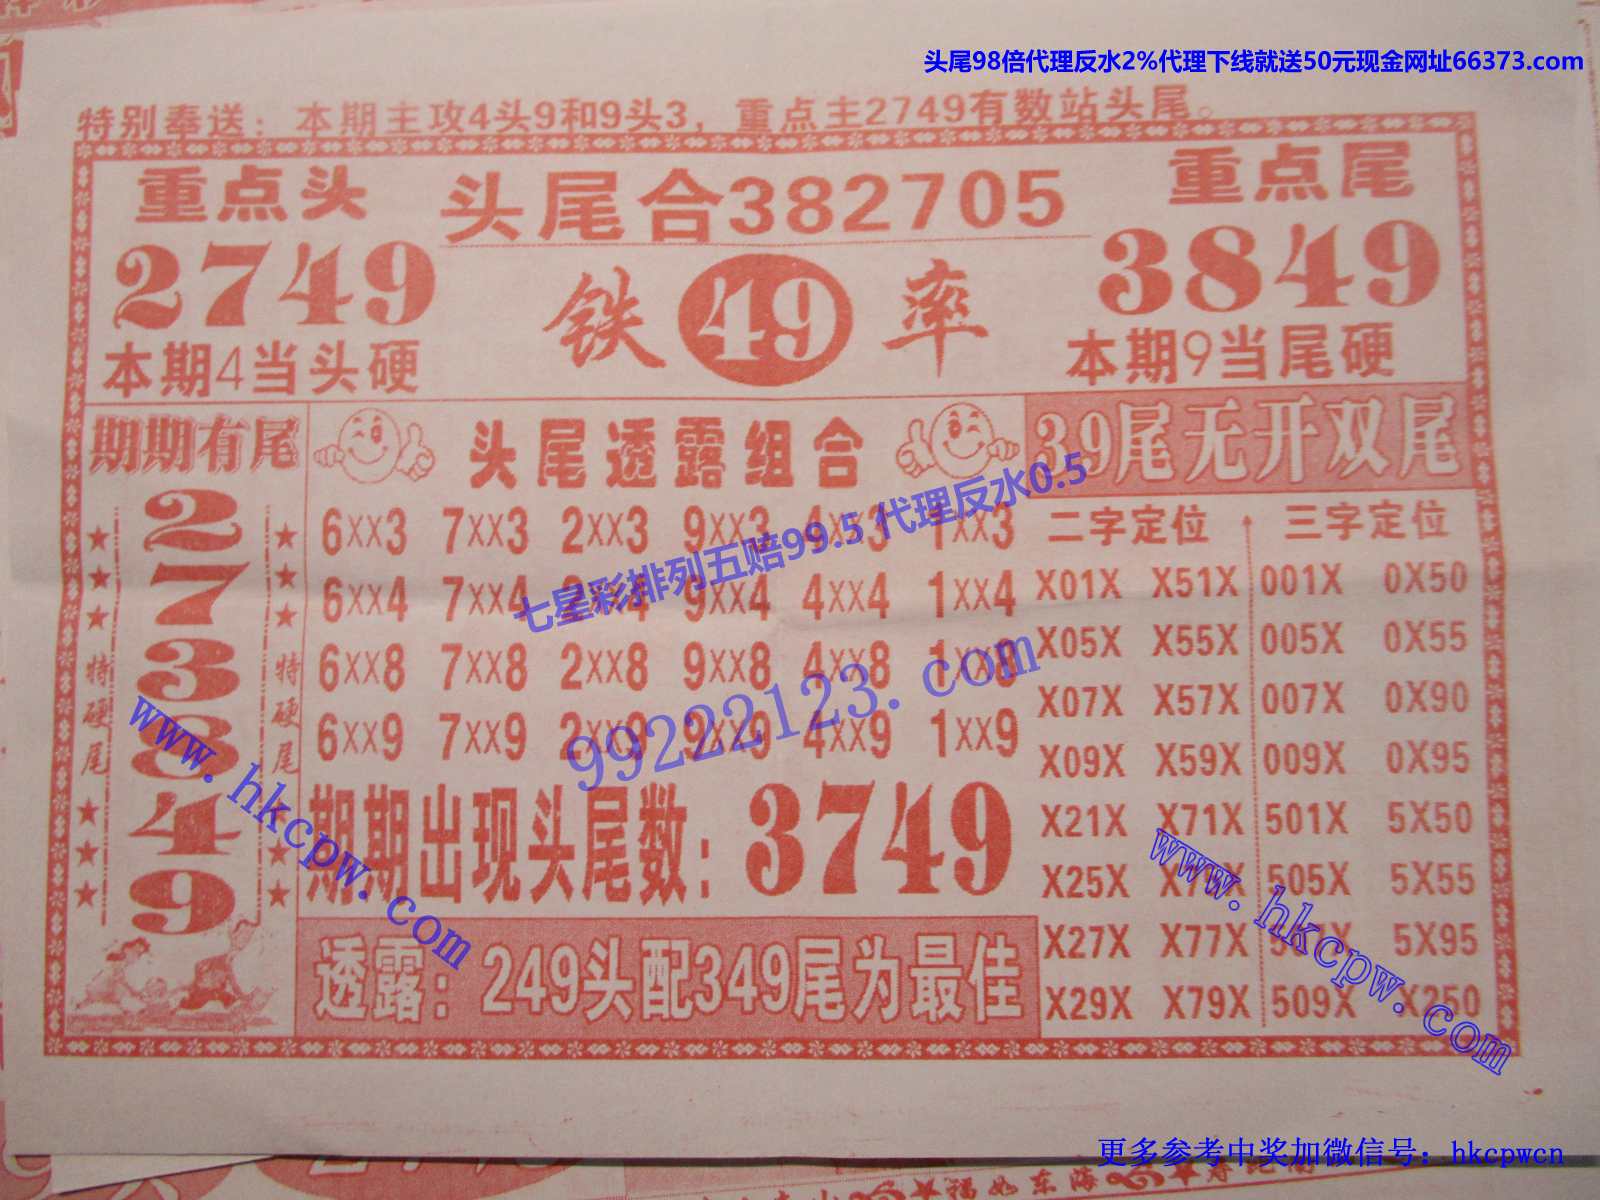 头尾98倍代理反水2%代理下线就送50元现金网址66373.com
特别奉送：本期主攻4头9和9头3，重点主2749有数站头尾。
重点头
头尾合382705
重点尾
2749
铁49率
3849
本期4当头硬
本期9当尾硬
期期有尾
头尾透露组合
3.9尾无开双尾
2
7
3
8
4
9
特硬尾
特硬尾
6XX3 7XX3 2XX3 9XX3 4XX3 1XX3
6XX4 7XX4 2XX4 9XX4 4XX4 1XX4
6XX8 7XX8 2XX8 9XX8 4XX8 1XX8
6XX9 7XX9 2XX9 9XX9 4XX9 1XX9
期期出现头尾数：3749
透露：249头配349尾为最佳
二字定位 三字定位
X01X X51X 001X 0X50
X05X X55X 005X 0X55
X07X X57X 007X 0X90
X09X X59X 009X 0X95
X21X X71X 501X 5X50
X25X 505X 5X55
X27X X77X 5X95
X29X X79X 509X X250
七星彩排列五赔99.5 代理反水0.5
99222123.com
www.hkcpw.com
www.hkcpw.com
更多参考中奖加微信号：hkcpwcn